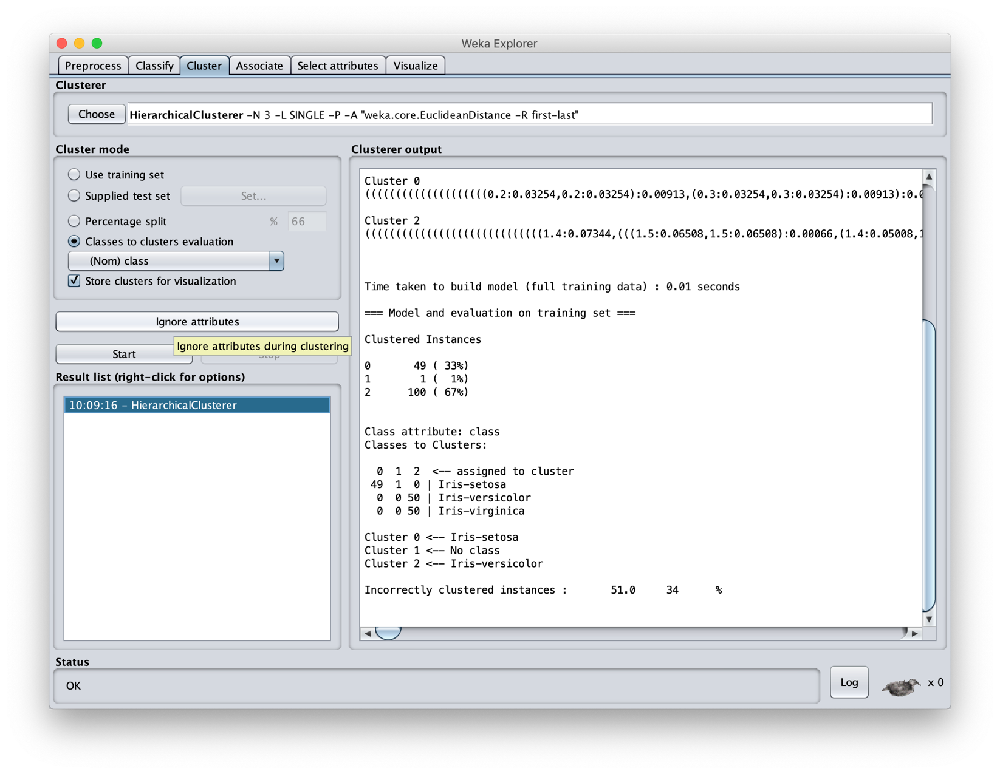 Weka Explorer
Preprocess Classify Cluster Associate Select attributes Visualize
Clusterer
Choose HierarchicalClusterer -N 3 -L SINGLE -P -A "weka.core.EuclideanDistance -R first-last"
Cluster mode
Use training set
Supplied test set Set...
Percentage split % 66
Classes to clusters evaluation
(Nom) class
Store clusters for visualization
Ignore attributes
Ignore attributes during clustering
Start Stop
Result list (right-click for options)
10:09:16 - HierarchicalClusterer
Clusterer output
Cluster 0
((((((((((((((((((((0.2:0.03254,0.2:0.03254):0.00913,(0.3:0.03254,0.3:0.03254):0.00913):0.0
Cluster 2
(((((((((((((((((((((((((((((1.4:0.07344,(((1.5:0.06508,1.5:0.06508):0.00066,(1.4:0.05008,1
Time taken to build model (full training data) : 0.01 seconds
=== Model and evaluation on training set ===
Clustered Instances
0 49 ( 33%)
1 1 ( 1%)
2 100 ( 67%)
Class attribute: class
Classes to Clusters:
0 1 2 <-- assigned to cluster
49 1 0 | Iris-setosa
0 0 50 | Iris-versicolor
0 0 50 | Iris-virginica
Cluster 0 <-- Iris-setosa
Cluster 1 <-- No class
Cluster 2 <-- Iris-versicolor
Incorrectly clustered instances : 51.0 34 %
Status
OK
Log x 0